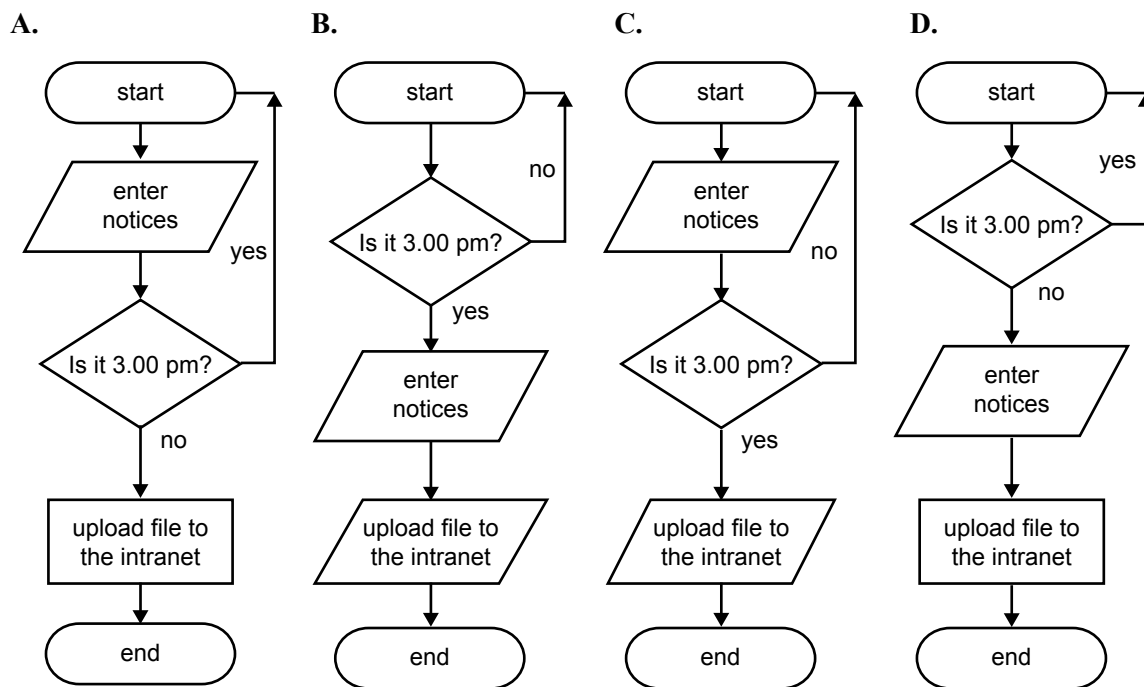 A.
start
enter
notices
yes
Is it 3.00 pm?
no
upload file to
the intranet
end
B.
start
no
Is it 3.00 pm?
yes
enter
notices
upload file to
the intranet
end
C.
start
enter
notices
no
Is it 3.00 pm?
yes
upload file to
the intranet
end
D.
start
yes
Is it 3.00 pm?
no
enter
notices
upload file to
the intranet
end